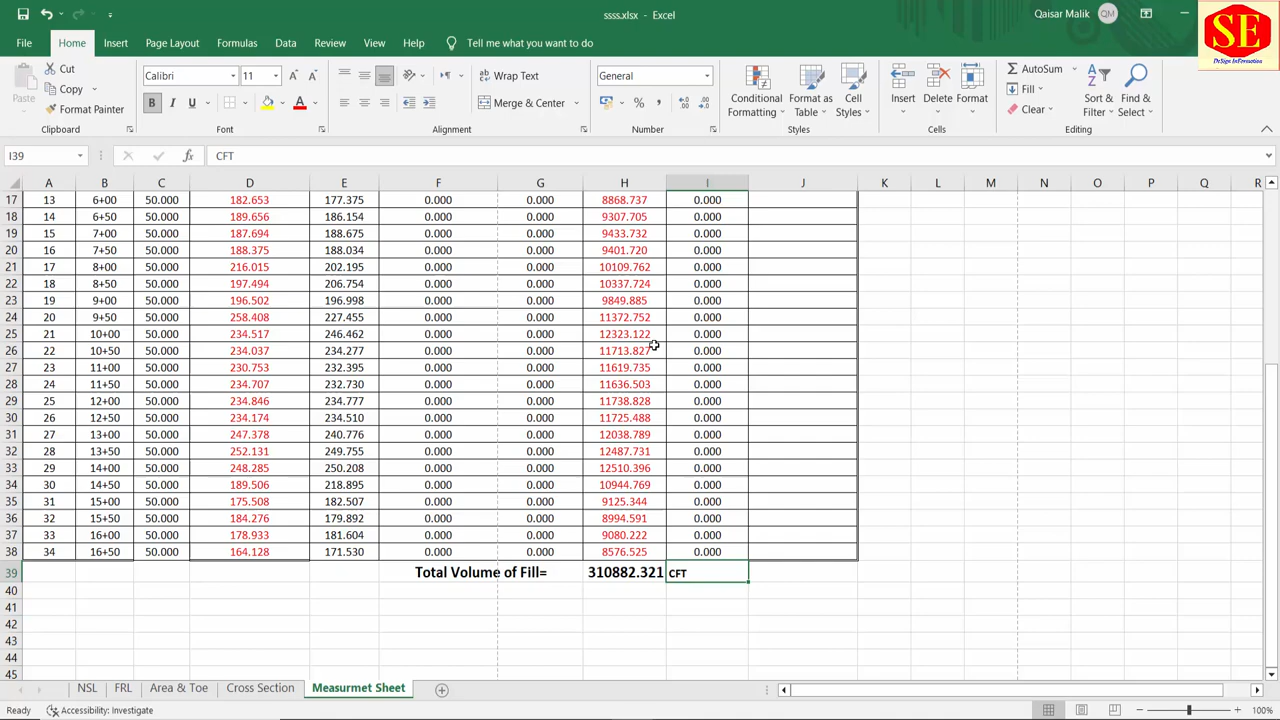 ssss.xlsx - Excel
Qaisar Malik QM
SE
DeSign InFormation
File Home Insert Page Layout Formulas Data Review View Help Tell me what you want to do
Paste Cut Copy Format Painter
Calibri 11
B I U A
Wrap Text
Merge & Center
General
Conditional Formatting Format as Table Cell Styles
Insert Delete Format
AutoSum Fill Clear
Sort & Filter Find & Select
Clipboard Font Alignment Number Styles Cells Editing
I39 fx CFT
A B C D E F G H I J K L M N O P Q R
17 13 6+00 50.000 182.653 177.375 0.000 0.000 8868.737 0.000
18 14 6+50 50.000 189.656 186.154 0.000 0.000 9307.705 0.000
19 15 7+00 50.000 187.694 188.675 0.000 0.000 9433.732 0.000
20 16 7+50 50.000 188.375 188.034 0.000 0.000 9401.720 0.000
21 17 8+00 50.000 216.015 202.195 0.000 0.000 10109.762 0.000
22 18 8+50 50.000 197.494 206.754 0.000 0.000 10337.724 0.000
23 19 9+00 50.000 196.502 196.998 0.000 0.000 9849.885 0.000
24 20 9+50 50.000 258.408 227.455 0.000 0.000 11372.752 0.000
25 21 10+00 50.000 234.517 246.462 0.000 0.000 12323.122 0.000
26 22 10+50 50.000 234.037 234.277 0.000 0.000 11713.827 0.000
27 23 11+00 50.000 230.753 232.395 0.000 0.000 11619.735 0.000
28 24 11+50 50.000 234.707 232.730 0.000 0.000 11636.503 0.000
29 25 12+00 50.000 234.846 234.777 0.000 0.000 11738.828 0.000
30 26 12+50 50.000 234.174 234.510 0.000 0.000 11725.488 0.000
31 27 13+00 50.000 247.378 240.776 0.000 0.000 12038.789 0.000
32 28 13+50 50.000 252.131 249.755 0.000 0.000 12487.731 0.000
33 29 14+00 50.000 248.285 250.208 0.000 0.000 12510.396 0.000
34 30 14+50 50.000 189.506 218.895 0.000 0.000 10944.769 0.000
35 31 15+00 50.000 175.508 182.507 0.000 0.000 9125.344 0.000
36 32 15+50 50.000 184.276 179.892 0.000 0.000 8994.591 0.000
37 33 16+00 50.000 178.933 181.604 0.000 0.000 9080.222 0.000
38 34 16+50 50.000 164.128 171.530 0.000 0.000 8576.525 0.000
39 Total Volume of Fill= 310882.321 CFT
40
41
42
43
44
45
NSL FRL Area & Toe Cross Section Measurmet Sheet
Ready Accessibility: Investigate 100%